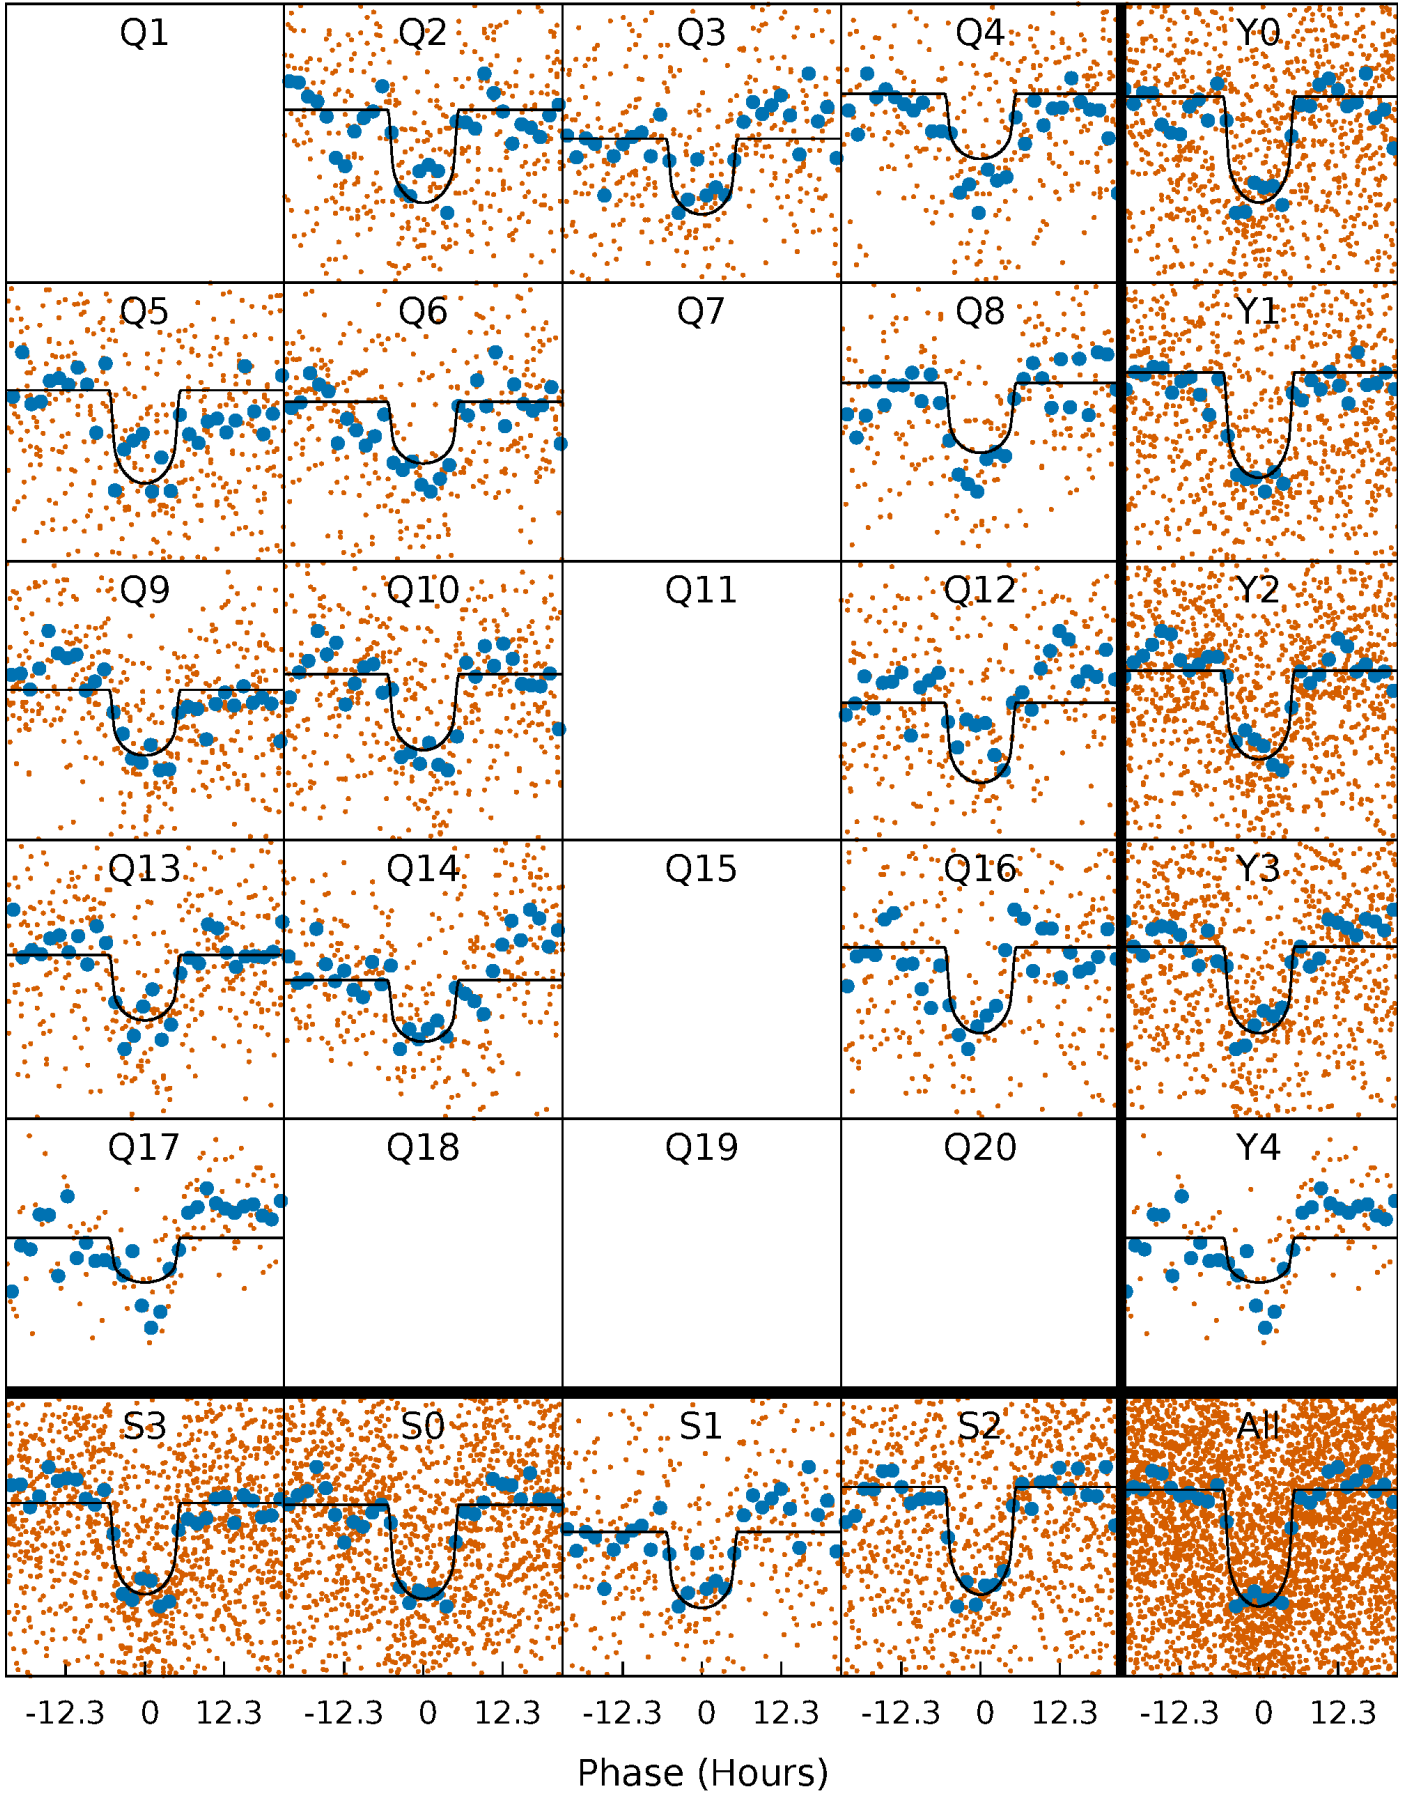 Q1 Q2 Q3 Q4 Y0
Q5 Q6 Q7 Q8 Y1
Q9 Q10 Q11 Q12 Y2
Q13 Q14 Q15 Q16 Y3
Q17 Q18 Q19 Q20 Y4
S3 S0 S1 S2 All
-12.3 0 12.3 -12.3 0 12.3 -12.3 0 12.3 -12.3 0 12.3 -12.3 0 12.3
Phase (Hours)